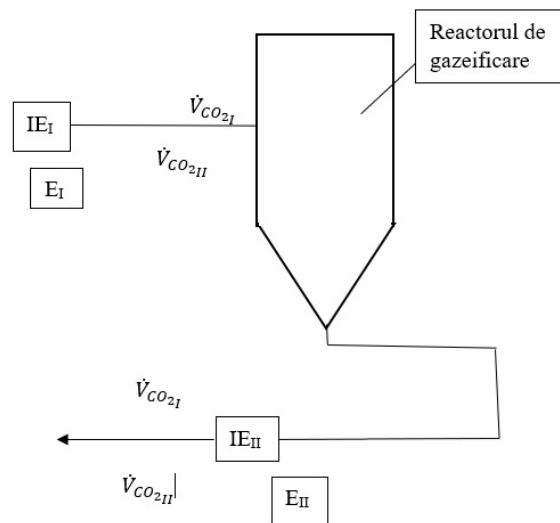 Reactorul de
gazeificare
V̇CO₂I
IEI
V̇CO₂II
EI
V̇CO₂I
IEII
V̇CO₂II|
EII